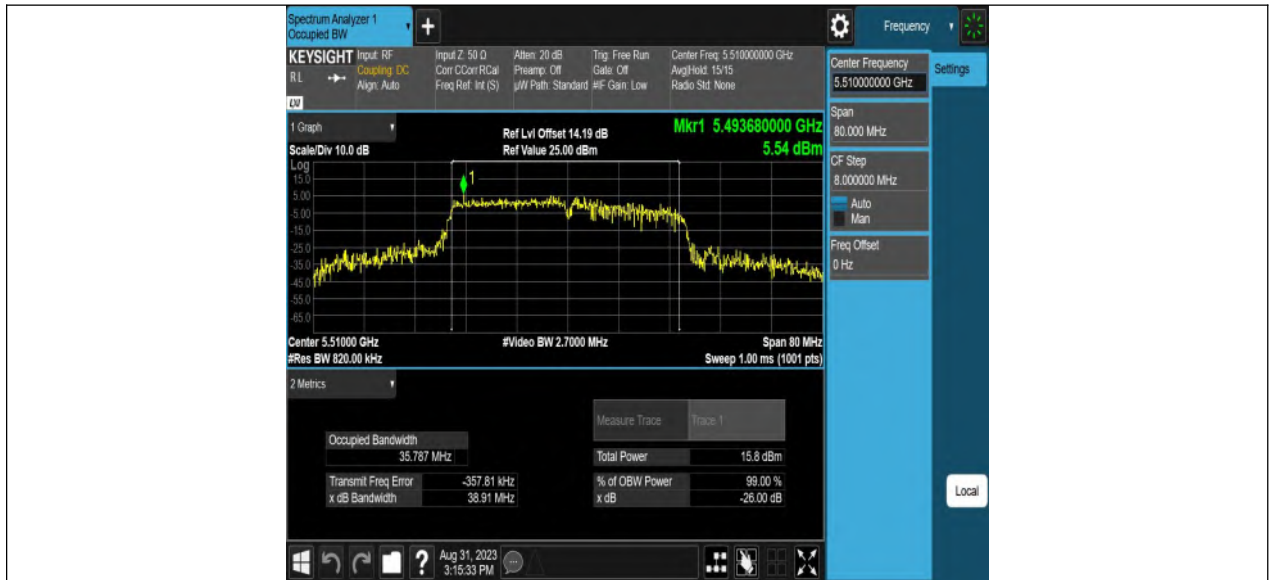 Spectrum Analyzer 1
Occupied BW
+
Frequency
KEYSIGHT
R L
LXI
Input: RF
Coupling: DC
Align: Auto
Input Z: 50 Ω
Corr CCorr RCal
Freq Ref: Int (S)
Atten: 20 dB
Preamp: Off
µW Path: Standard
Trig: Free Run
Gate: Off
#IF Gain: Low
Center Freq: 5.510000000 GHz
Avg|Hold: 15/15
Radio Std: None
Center Frequency
5.510000000 GHz
Settings
Span
80.000 MHz
CF Step
8.000000 MHz
Auto
Man
Freq Offset
0 Hz
1 Graph
Scale/Div 10.0 dB
Ref Lvl Offset 14.19 dB
Ref Value 25.00 dBm
Mkr1 5.493680000 GHz
5.54 dBm
Log
15.0
5.00
-5.00
-15.0
-25.0
-35.0
-45.0
-55.0
-65.0
1
Center 5.51000 GHz
#Res BW 820.00 kHz
#Video BW 2.7000 MHz
Span 80 MHz
Sweep 1.00 ms (1001 pts)
2 Metrics
Measure Trace Trace 1
Occupied Bandwidth
35.787 MHz
Total Power 15.8 dBm
Transmit Freq Error -357.81 kHz
% of OBW Power 99.00 %
x dB Bandwidth 38.91 MHz
x dB -26.00 dB
Local
?
Aug 31, 2023
3:15:33 PM